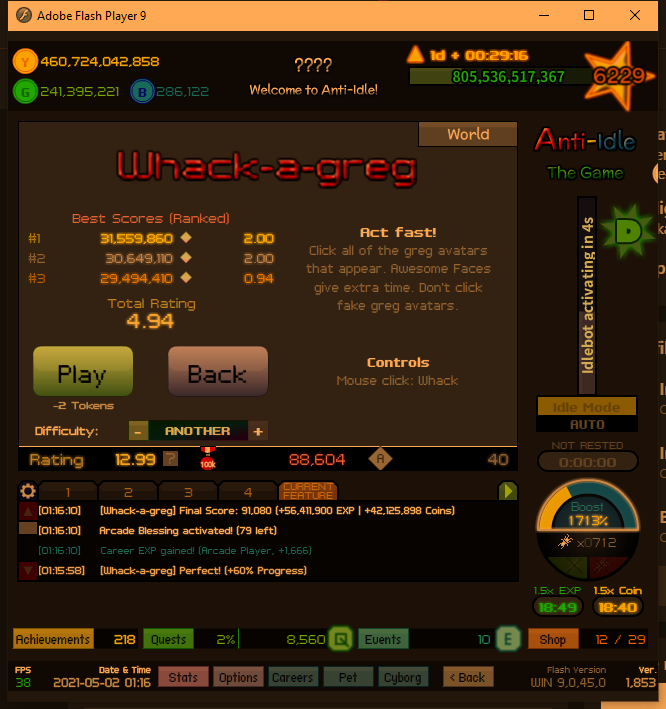 Adobe Flash Player 9
Y 460,724,042,858
G 241,395,221 B 286,122
????
Welcome to Anti-Idle!
1d + 00:29:16
805,536,517,367
6229
World
Anti-Idle
The Game
Whack-a-greg
Best Scores (Ranked)
#1 31,559,860 2.00
#2 30,649,110 2.00
#3 29,494,410 0.94
Total Rating
4.94
Act fast!
Click all of the greg avatars
that appear. Awesome Faces
give extra time. Don't click
fake greg avatars.
Play
Back
-2 Tokens
Controls
Mouse click: Whack
Difficulty: - ANOTHER +
D
Idlebot activating in 4s
Idle Mode
AUTO
NOT RESTED
0:00:00
Rating 12.99 ? 100k 88,604 A 40
1 2 3 4 CURRENT
FEATURE
[01:16:10] [Whack-a-greg] Final Score: 91,080 (+56,411,900 EXP | +42,125,898 Coins)
[01:16:10] Arcade Blessing activated! (79 left)
[01:16:10] Career EXP gained! (Arcade Player, +1,666)
[01:15:58] [Whack-a-greg] Perfect! (+60% Progress)
Boost
1713%
x0712
1.5x EXP 1.5x Coin
18:49 18:40
Achievements 218 Quests 2% 8,560 Q Events 10 E Shop 12 / 29
FPS
38
Date & Time
2021-05-02 01:16
Stats Options Careers Pet Cyborg < Back
Flash Version
WIN 9,0,45,0
Ver.
1,853